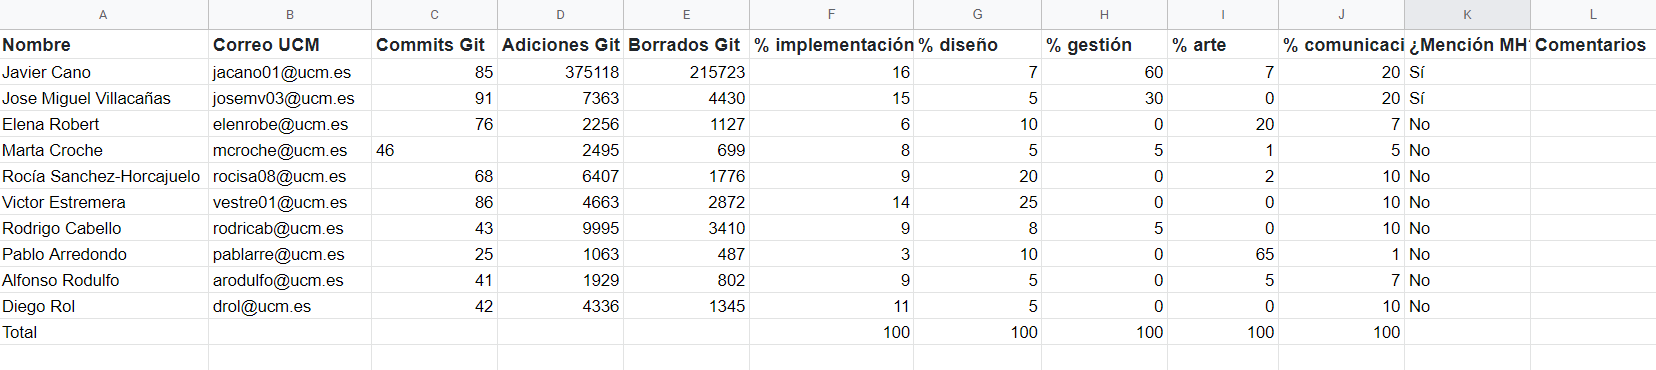 A B C D E F G H I J K L
Nombre Correo UCM Commits Git Adiciones Git Borrados Git % implementación % diseño % gestión % arte % comunicaci ¿Mención MH? Comentarios
Javier Cano jacano01@ucm.es 85 375118 215723 16 7 60 7 20 Sí
Jose Miguel Villacañas josemv03@ucm.es 91 7363 4430 15 5 30 0 20 Sí
Elena Robert elenrobe@ucm.es 76 2256 1127 6 10 0 20 7 No
Marta Croche mcroche@ucm.es 46 2495 699 8 5 5 1 5 No
Rocía Sanchez-Horcajuelo rocisa08@ucm.es 68 6407 1776 9 20 0 2 10 No
Victor Estremera vestre01@ucm.es 86 4663 2872 14 25 0 0 10 No
Rodrigo Cabello rodricab@ucm.es 43 9995 3410 9 8 5 0 10 No
Pablo Arredondo pablarre@ucm.es 25 1063 487 3 10 0 65 1 No
Alfonso Rodulfo arodulfo@ucm.es 41 1929 802 9 5 0 5 7 No
Diego Rol drol@ucm.es 42 4336 1345 11 5 0 0 10 No
Total 100 100 100 100 100